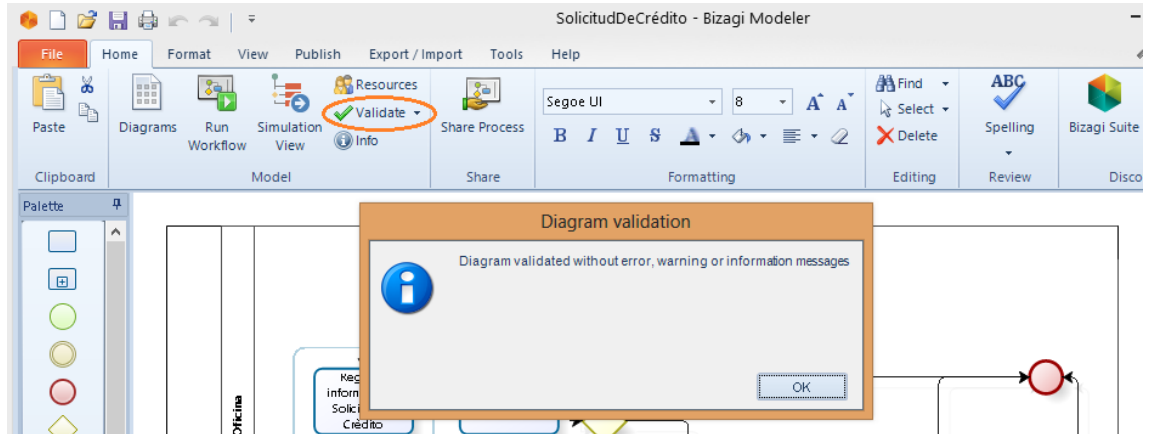 SolicitudDeCrédito - Bizagi Modeler
File Home Format View Publish Export / Import Tools Help
Paste
Clipboard
Diagrams
Run Workflow
Simulation View
Resources
Validate
Info
Model
Share Process
Share
Segoe UI 8 A A
B I U S A
Formatting
Find
Select
Delete
Editing
ABC
Spelling
Review
Bizagi Suite
Palette
Diagram validation
Diagram validated without error, warning or information messages
OK
Oficina
Crèdito